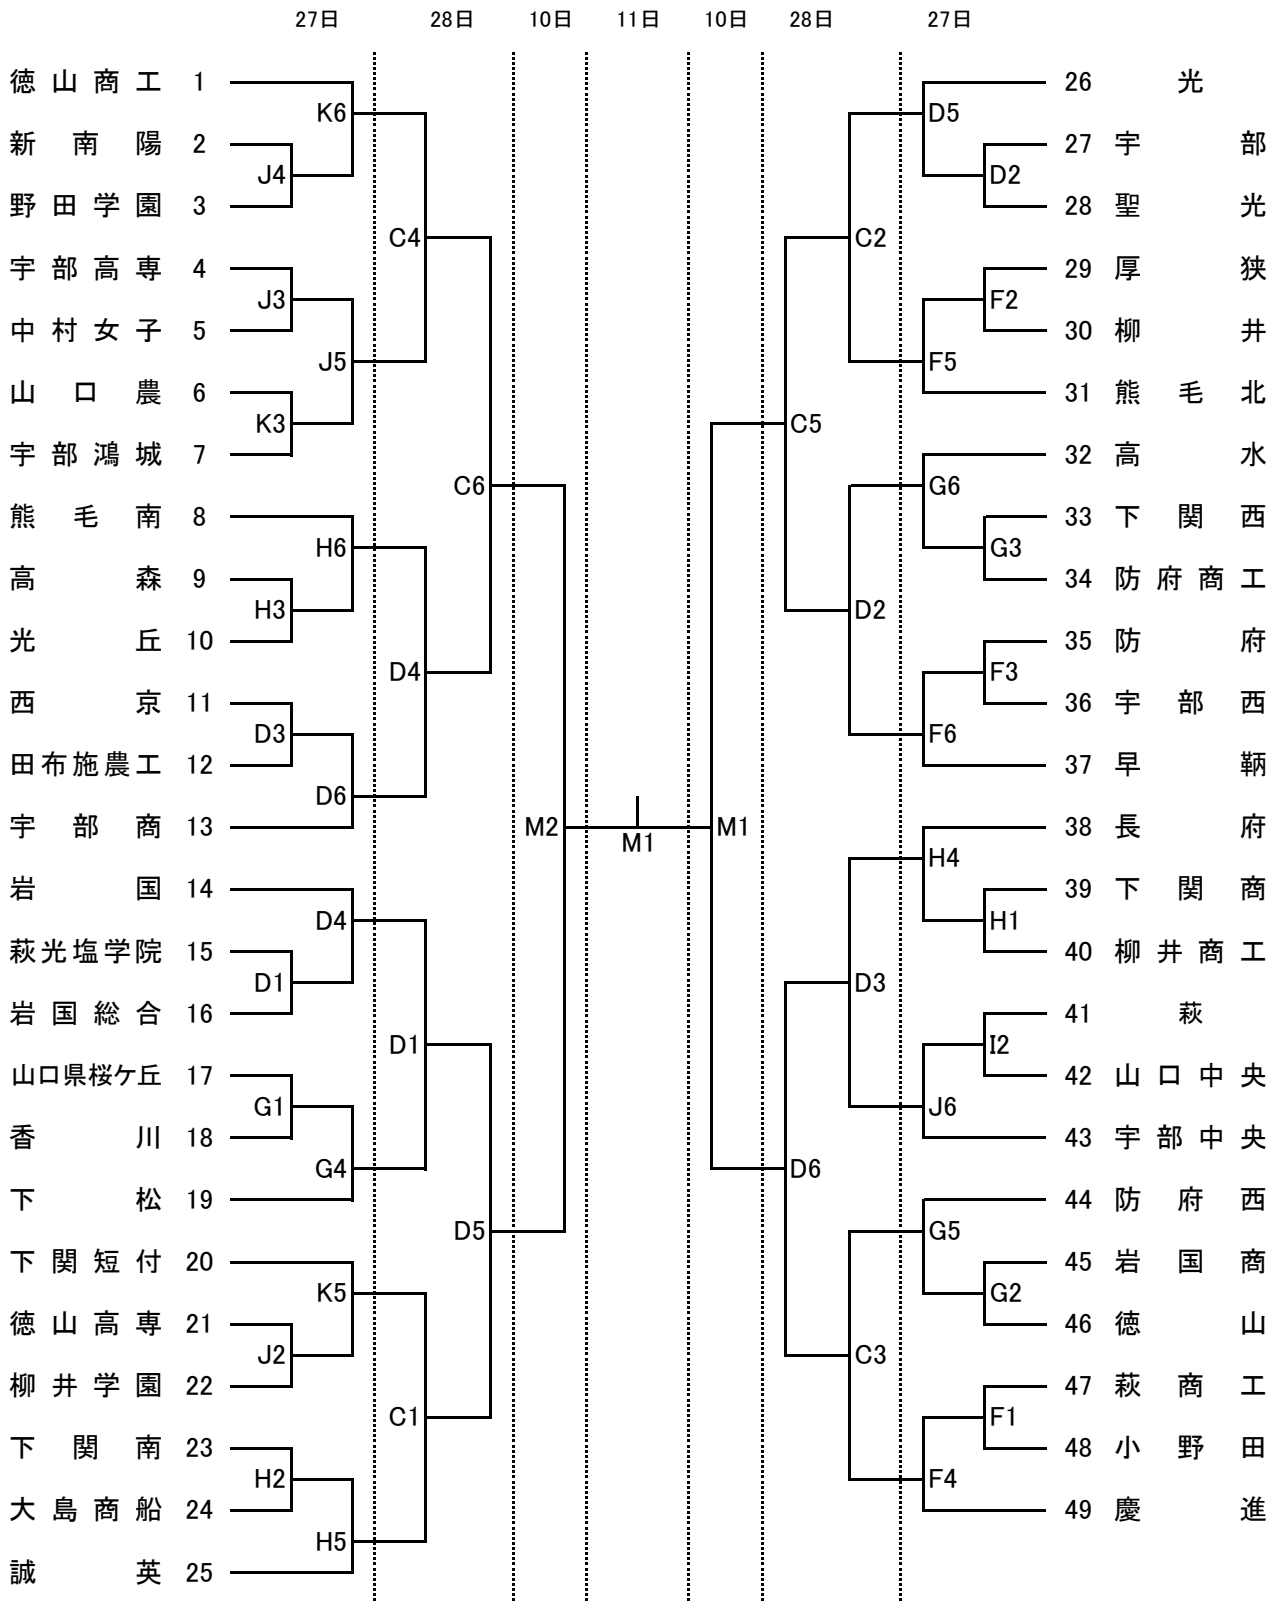 27日 28日 10日 11日 10日 28日 27日
徳山商工 1 26 光
K6 D5
新南陽 2 27 宇部
J4 D2
野田学園 3 28 聖光
C4 C2
宇部高専 4 29 厚狭
J3 F2
中村女子 5 30 柳井
J5 F5
山口農 6 31 熊毛北
K3 C5
宇部鴻城 7 32 高水
C6 G6
熊毛南 8 33 下関西
H6 G3
高森 9 34 防府商工
H3 D2
光丘 10 35 防府
D4 F3
西京 11 36 宇部西
D3 F6
田布施農工 12 37 早鞆
D6
宇部商 13 M2 M1 38 長府
M1
H4
岩国 14 39 下関商
D4 H1
萩光塩学院 15 40 柳井商工
D1 D3
岩国総合 16 41 萩
D1 I2
山口県桜ケ丘 17 42 山口中央
G1 J6
香川 18 43 宇部中央
G4 D6
下松 19 44 防府西
D5 G5
下関短付 20 45 岩国商
K5 G2
徳山高専 21 46 徳山
J2 C3
柳井学園 22 47 萩商工
C1 F1
下関南 23 48 小野田
H2 F4
大島商船 24 49 慶進
H5
誠英 25